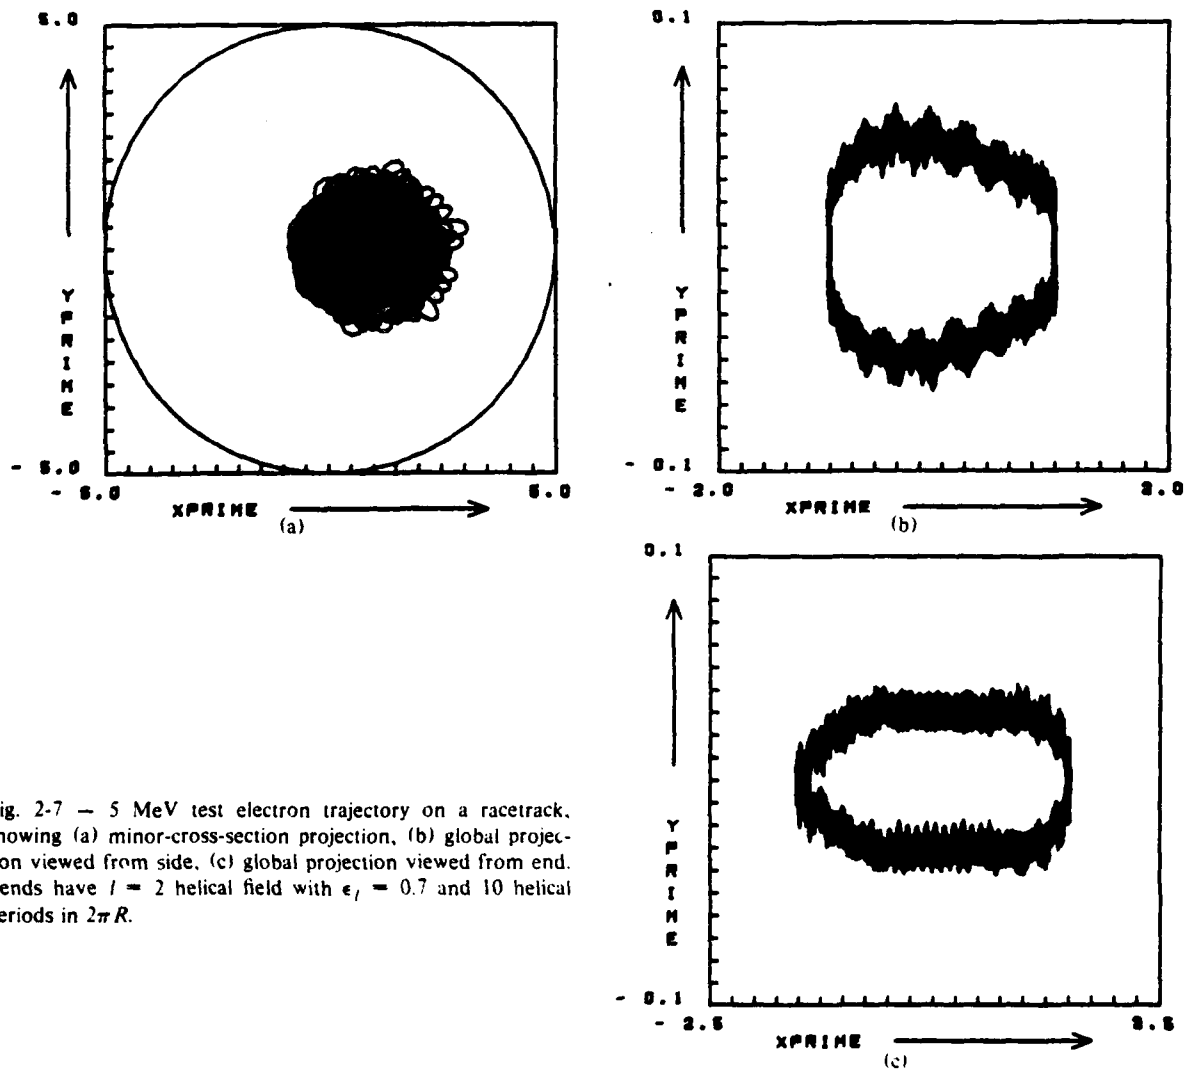 5.0
YPRIME
- 5.0
- 5.0
5.0
XPRIME
(a)
0.1
YPRIME
- 0.1
- 2.0
2.0
XPRIME
(b)
0.1
YPRIME
- 0.1
- 2.5
2.5
XPRIME
(c)
ig. 2-7 — 5 MeV test electron trajectory on a racetrack,
howing (a) minor-cross-section projection, (b) global projec-
on viewed from side, (c) global projection viewed from end.
ends have l = 2 helical field with ϵl = 0.7 and 10 helical
eriods in 2πR.